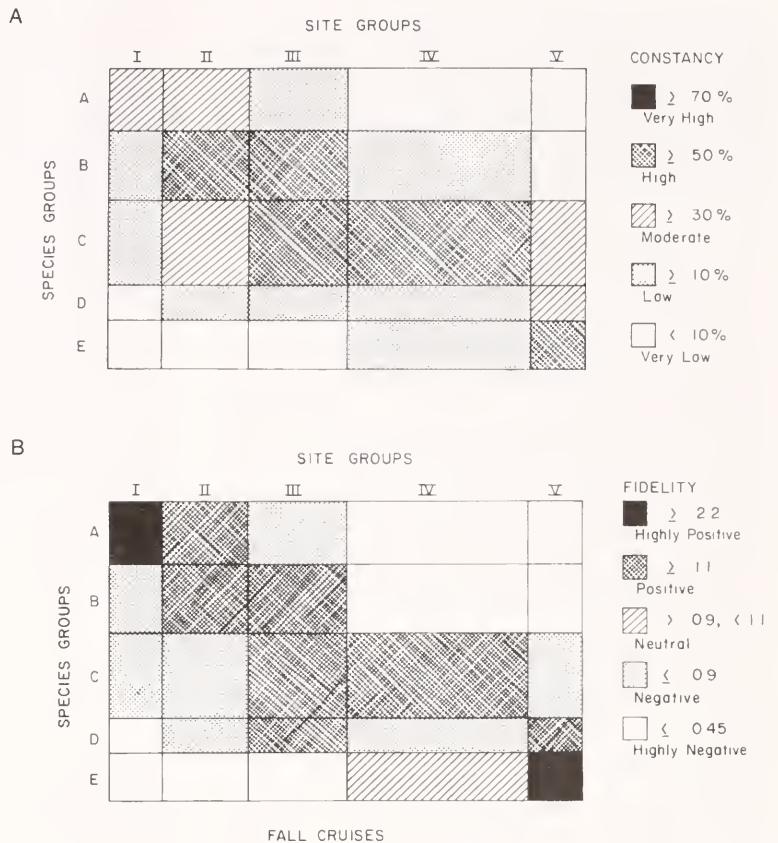 A
SITE GROUPS
I II III IV V
CONSTANCY
SPECIES GROUPS
A
B
C
D
E
≥ 70 %
Very High
≥ 50 %
High
≥ 30 %
Moderate
≥ 10 %
Low
< 10 %
Very Low
B
SITE GROUPS
I II III IV V
FIDELITY
SPECIES GROUPS
A
B
C
D
E
≥ 2 2
Highly Positive
≥ 1 1
Positive
> 0 9, < 1 1
Neutral
≤ 0 9
Negative
≤ 0 45
Highly Negative
FALL CRUISES